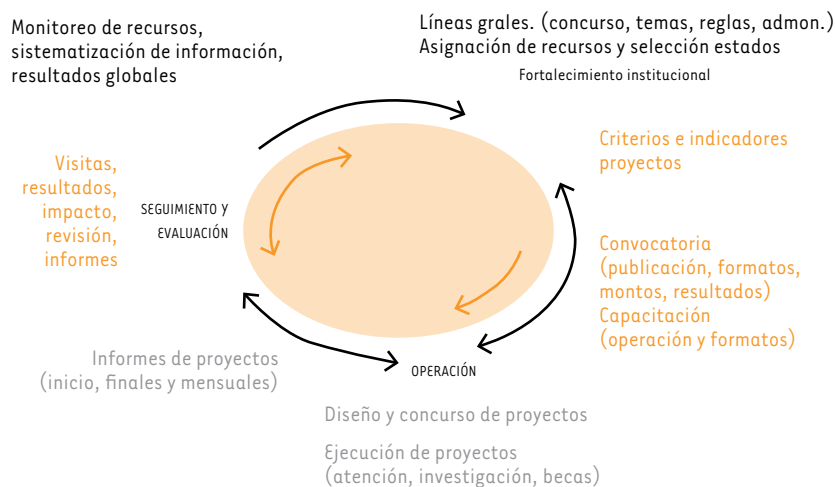 Monitoreo de recursos,
sistematización de información,
resultados globales
Líneas grales. (concurso, temas, reglas, admon.)
Asignación de recursos y selección estados
Fortalecimiento institucional
Criterios e indicadores
proyectos
Visitas,
resultados,
impacto,
revisión,
informes
SEGUIMIENTO Y
EVALUACIÓN
Convocatoria
(publicación, formatos,
montos, resultados)
Capacitación
(operación y formatos)
Informes de proyectos
(inicio, finales y mensuales)
OPERACIÓN
Diseño y concurso de proyectos
Ejecución de proyectos
(atención, investigación, becas)